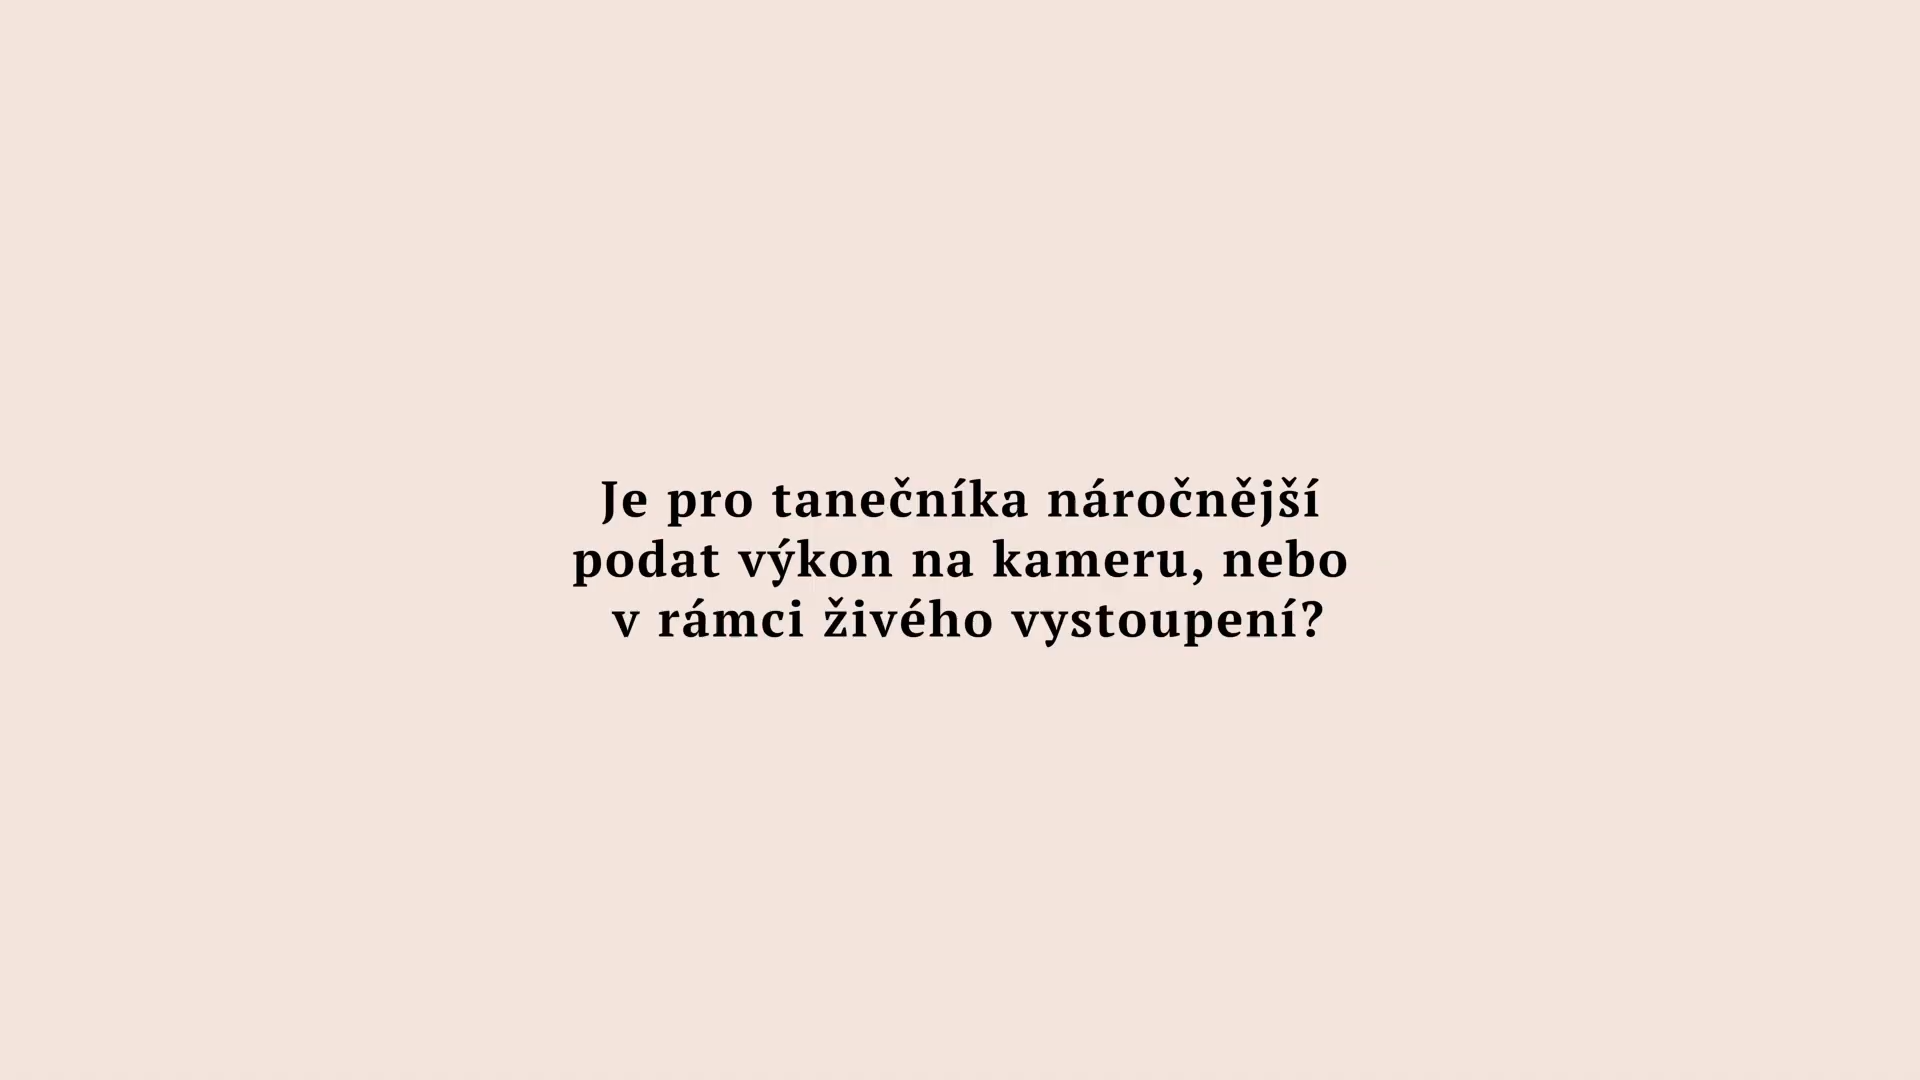 Je pro tanečníka náročnější
podat výkon na kameru, nebo
v rámci živého vystoupení?